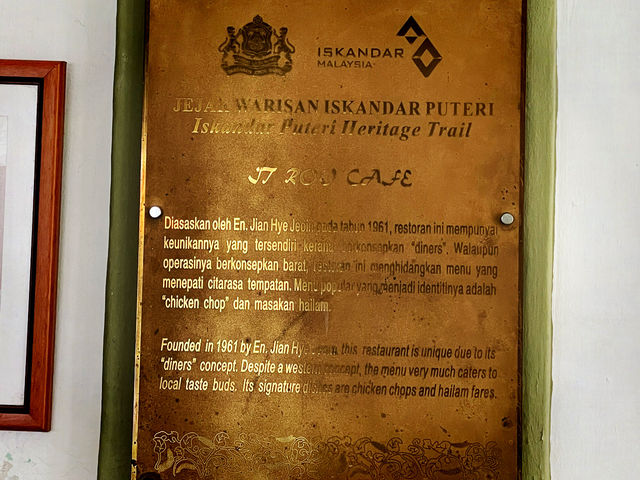 ISKANDAR
MALAYSIA
JEJAK WARISAN ISKANDAR PUTERI
Iskandar Puteri Heritage Trail
IT ROO CAFE
Diasaskan oleh En. Jian Hye Jeom pada tahun 1961, restoran ini mempunyai
keunikannya yang tersendiri kerana berkonsepkan "diners". Walaupun
operasinya berkonsepkan barat, restoran ini menghidangkan menu yang
menepati citarasa tempatan. Menu popular yang menjadi identitinya adalah
"chicken chop" dan masakan hailam.
Founded in 1961 by En. Jian Hye this restaurant is unique due to its
"diners" concept. Despite a western concept, the menu very much caters to
local taste buds. Its signature dishes are chicken chops and hailam fares.